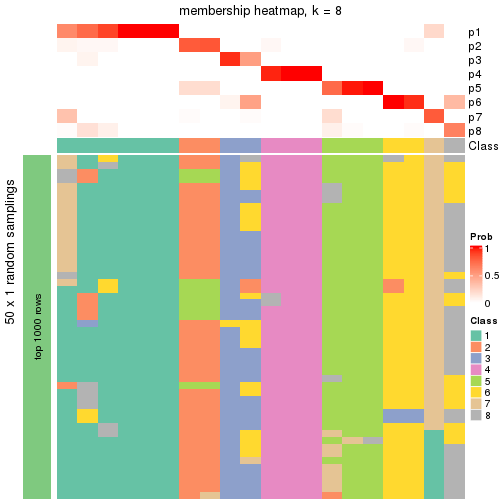 membership heatmap, k = 8
p1
p2
p3
p4
p5
p6
p7
p8
Class
50 x 1 random samplings
top 1000 rows
Prob
1
0.5
0
Class
1
2
3
4
5
6
7
8